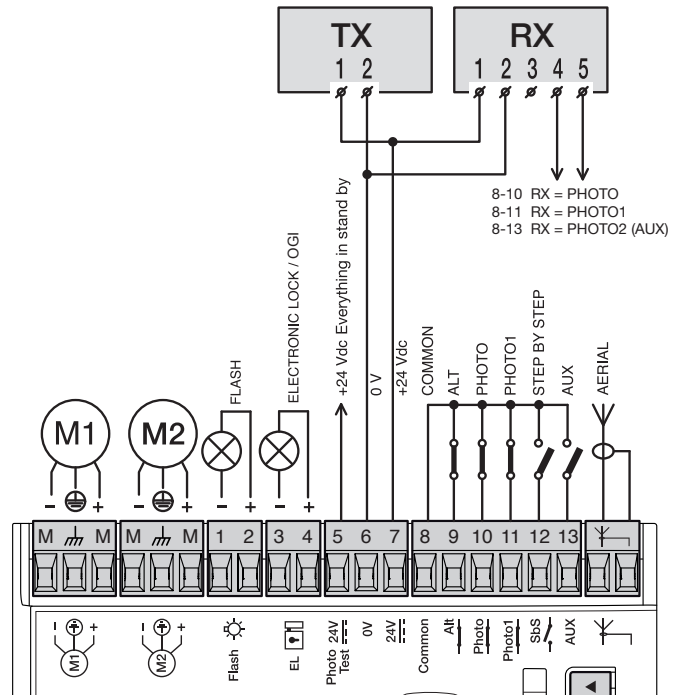 TX
1 2
RX
1 2 3 4 5
8-10 RX = PHOTO
8-11 RX = PHOTO1
8-13 RX = PHOTO2 (AUX)
FLASH
ELECTRONIC LOCK / OGI
+24 Vdc Everything in stand by
0 V
+24 Vdc
COMMON
ALT
PHOTO
PHOTO1
STEP BY STEP
AUX
AERIAL
M1
M2
- +
- +
- +
- +
M M M M 1 2 3 4 5 6 7 8 9 10 11 12 13
- +
M1
- +
M2
Flash
EL
Photo 24V
Test
0V
24V
Common
Alt
Photo
Photo1
SbS
AUX